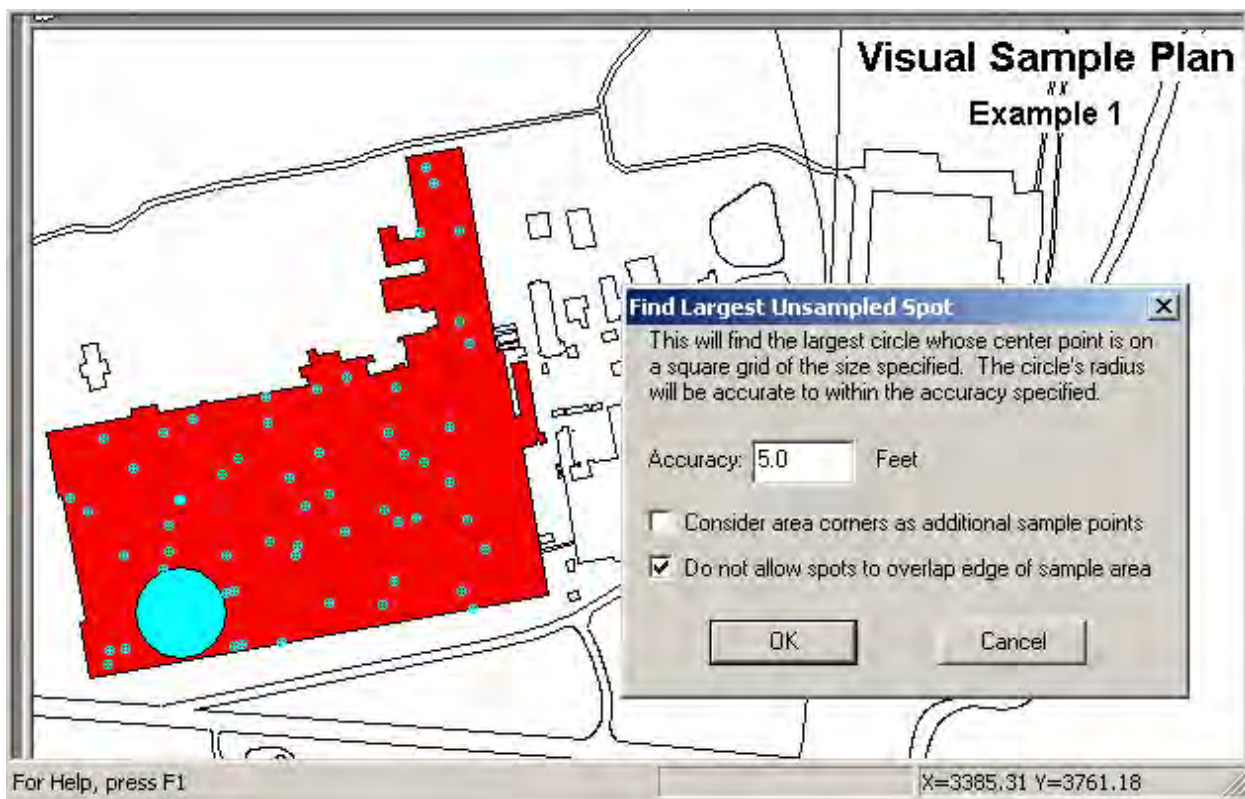 Visual Sample Plan
Example 1
Find Largest Unsampled Spot
This will find the largest circle whose center point is on
a square grid of the size specified. The circle's radius
will be accurate to within the accuracy specified.
Accuracy: 5.0 Feet
Consider area corners as additional sample points
Do not allow spots to overlap edge of sample area
OK Cancel
For Help, press F1 X=3385.31 Y=3761.18